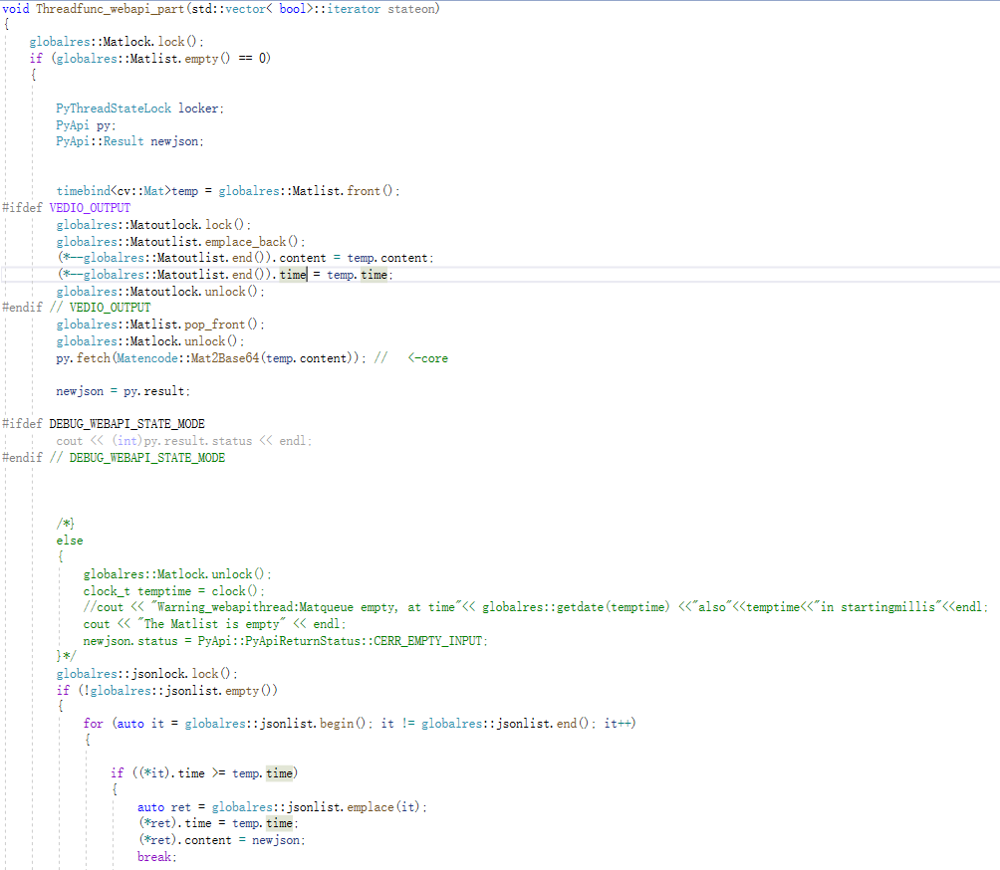 void Threadfunc_webapi_part(std::vector< bool>::iterator stateon)
{
globalres::Matlock.lock();
if (globalres::Matlist.empty() == 0)
{
PyThreadStateLock locker;
PyApi py;
PyApi::Result newjson;
timebind<cv::Mat>temp = globalres::Matlist.front();
#ifdef VEDIO_OUTPUT
globalres::Matoutlock.lock();
globalres::Matoutlist.emplace_back();
(*--globalres::Matoutlist.end()).content = temp.content;
(*--globalres::Matoutlist.end()).time = temp.time;
globalres::Matoutlock.unlock();
#endif // VEDIO_OUTPUT
globalres::Matlist.pop_front();
globalres::Matlock.unlock();
py.fetch(Matencode::Mat2Base64(temp.content)); //   <-core
newjson = py.result;
#ifdef DEBUG_WEBAPI_STATE_MODE
cout << (int)py.result.status << endl;
#endif // DEBUG_WEBAPI_STATE_MODE
/*}
else
{
globalres::Matlock.unlock();
clock_t temptime = clock();
//cout << "Warning_webapithread:Matqueue empty, at time"<< globalres::getdate(temptime) <<"also"<<temptime<<"in startingmillis"<<endl;
cout << "The Matlist is empty" << endl;
newjson.status = PyApi::PyApiReturnStatus::CERR_EMPTY_INPUT;
}*/
globalres::jsonlock.lock();
if (!globalres::jsonlist.empty())
{
for (auto it = globalres::jsonlist.begin(); it != globalres::jsonlist.end(); it++)
{
if ((*it).time >= temp.time)
{
auto ret = globalres::jsonlist.emplace(it);
(*ret).time = temp.time;
(*ret).content = newjson;
break;